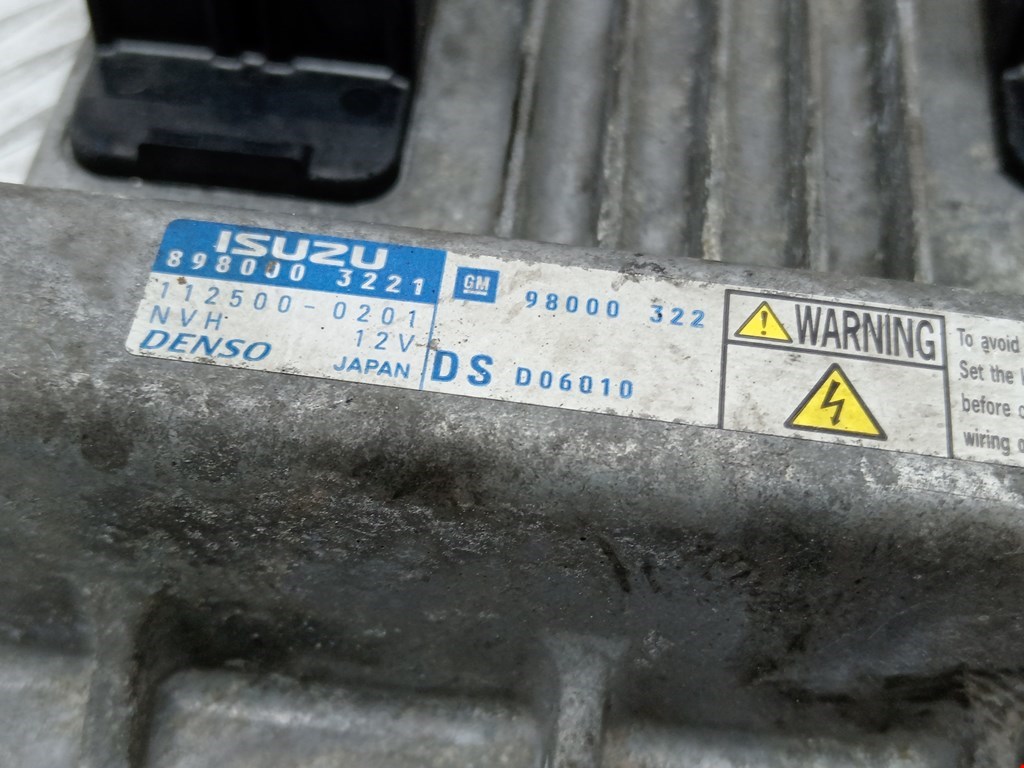 ISUZU
898000 3221
112500-0201
NVH 12V
DENSO JAPAN
GM 98000 322
DS D06010
WARNING
To avoid
Set the
before
wiring